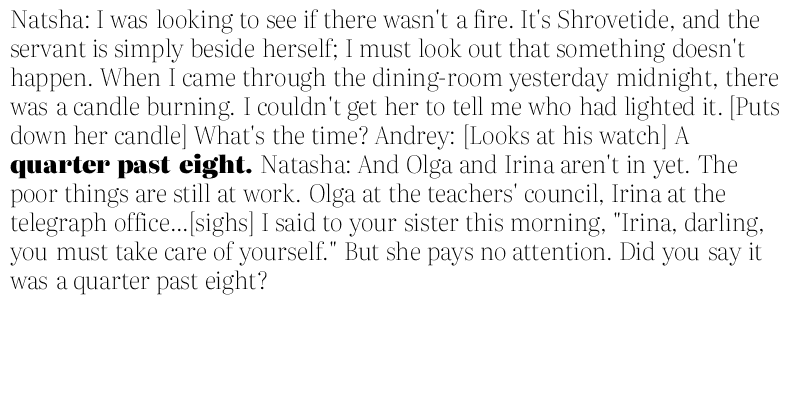 Natsha: I was looking to see if there wasn't a fire. It's Shrovetide, and the
servant is simply beside herself; I must look out that something doesn't
happen. When I came through the dining-room yesterday midnight, there
was a candle burning. I couldn't get her to tell me who had lighted it. [Puts
down her candle] What's the time? Andrey: [Looks at his watch] A
quarter past eight. Natasha: And Olga and Irina aren't in yet. The
poor things are still at work. Olga at the teachers' council, Irina at the
telegraph office...[sighs] I said to your sister this morning, "Irina, darling,
you must take care of yourself." But she pays no attention. Did you say it
was a quarter past eight?